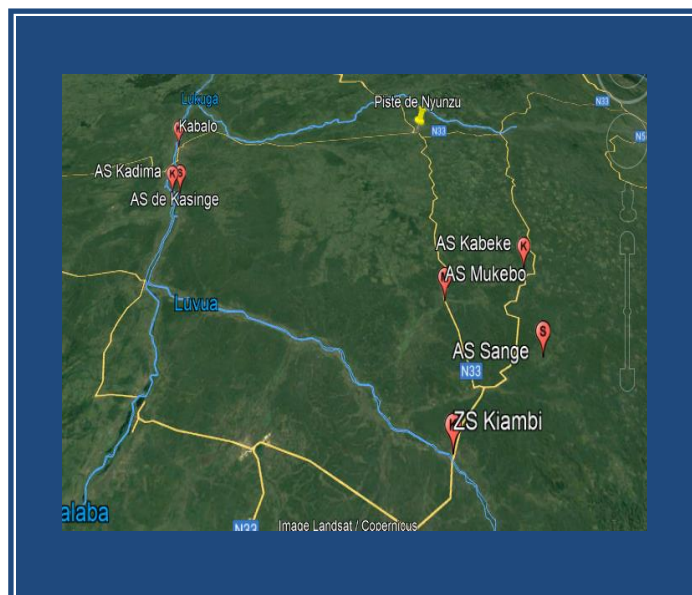 Lukuga
Piste de Nyunzu
N33
N33
Kabalo
AS Kadima
K S
AS de Kasinge
AS Kabeke
K
AS Mukebo
Luvua
S
AS Sange
N33
ZS Kiambi
alaba
N33
Image Landsat / Copernicus